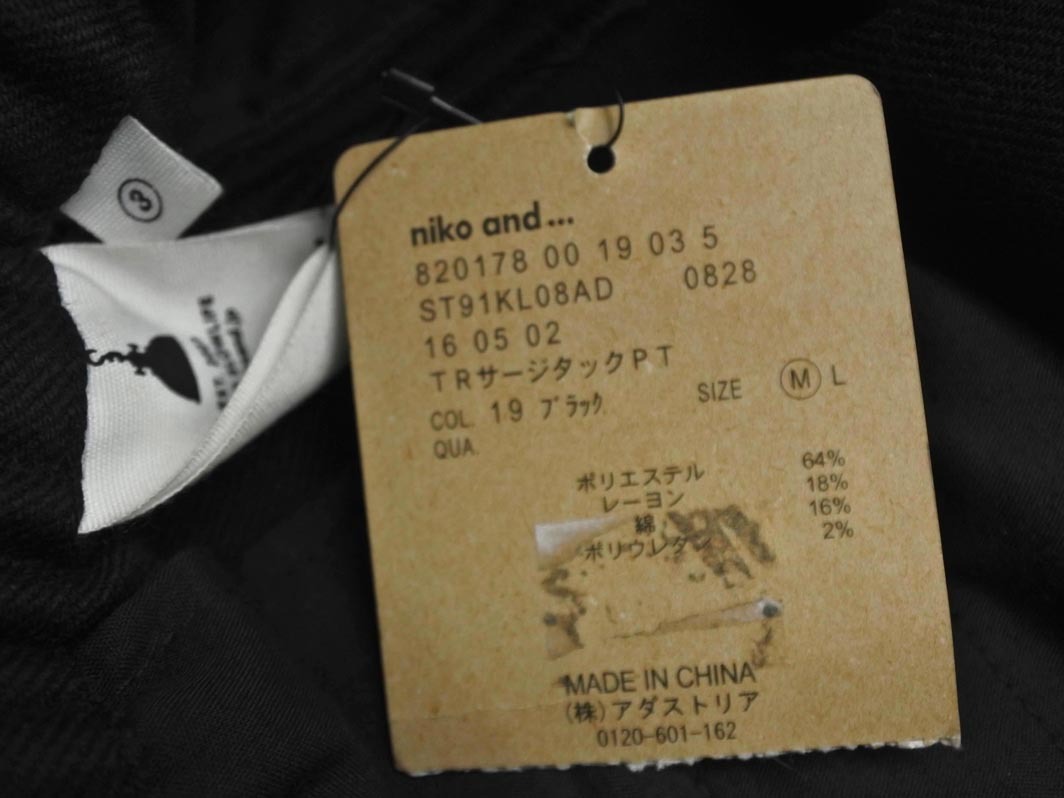 niko and...
820178 00 19 03 5
ST91KL08AD 0828
16 05 02
TRサージタックPT
COL. 19 ブラック
SIZE Ⓜ L
QUA.
ポリエステル 64%
レーヨン 18%
綿 16%
ポリウレタン 2%
MADE IN CHINA
(株)アダストリア
0120-601-162
③